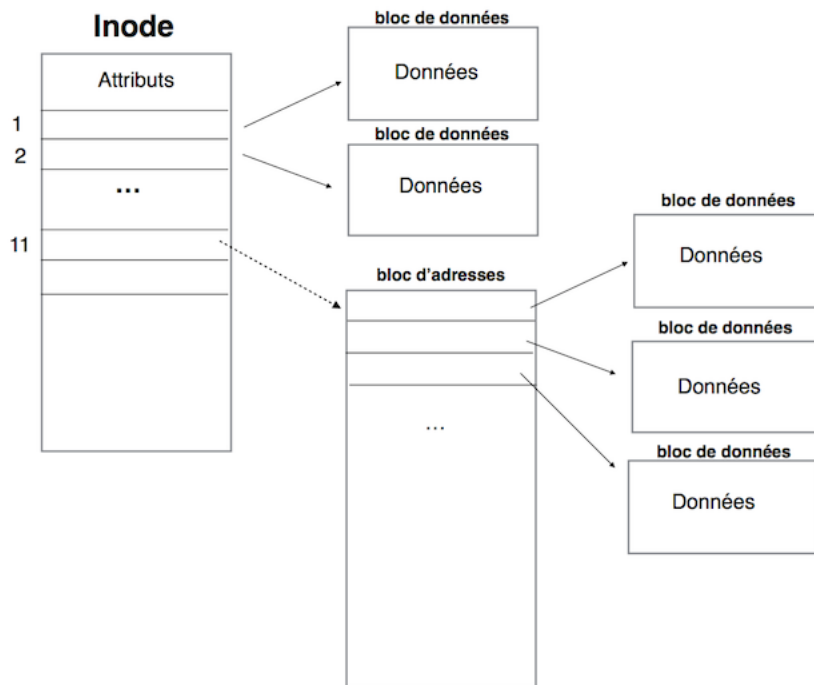 Inode
Attributs
1
2
...
11
bloc de données
Données
bloc de données
Données
bloc d'adresses
...
bloc de données
Données
bloc de données
Données
bloc de données
Données